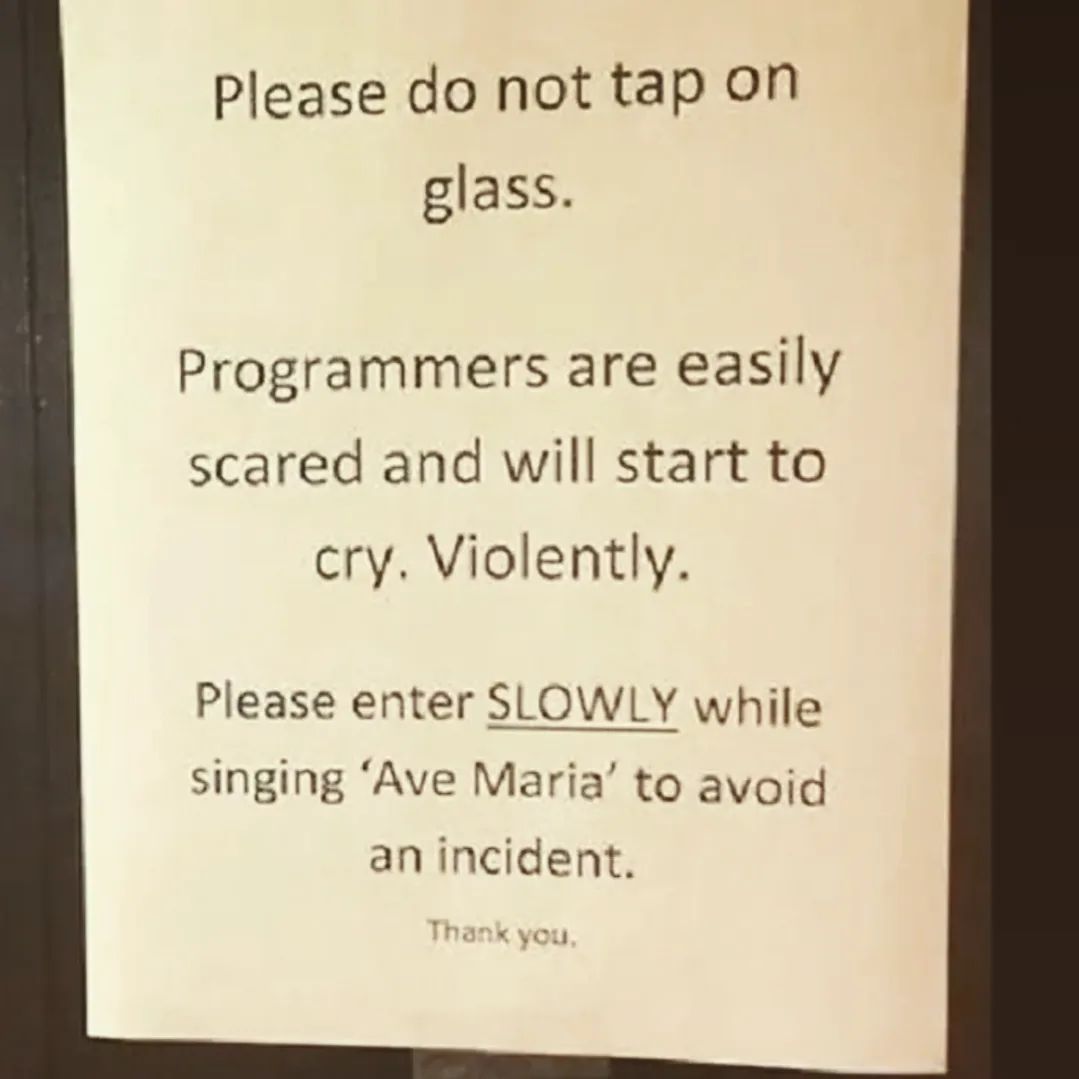 Please do not tap on
glass.
Programmers are easily
scared and will start to
cry. Violently.
Please enter SLOWLY while
singing ‘Ave Maria’ to avoid
an incident.
Thank you.